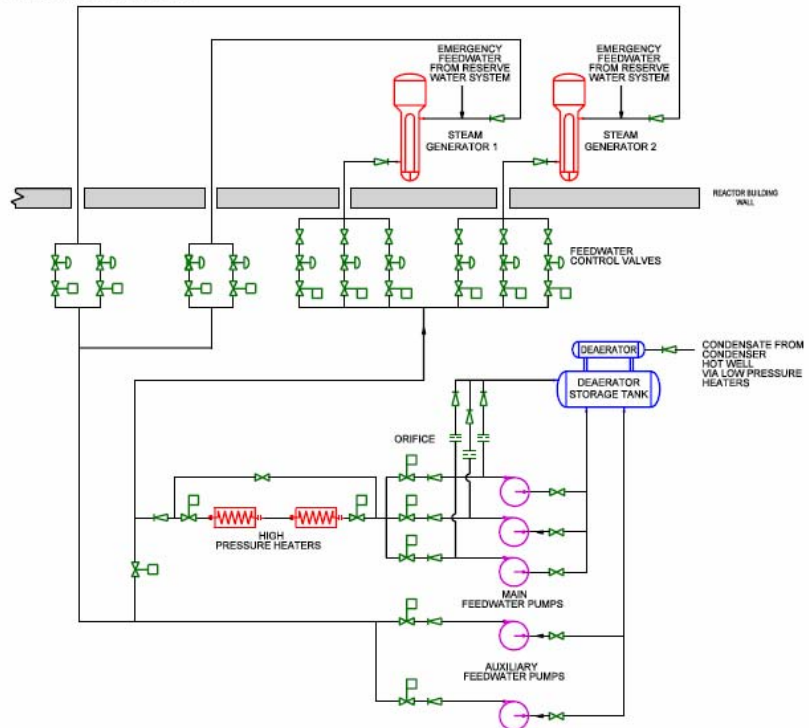 EMERGENCY
FEEDWATER
FROM RESERVE
WATER SYSTEM
EMERGENCY
FEEDWATER
FROM RESERVE
WATER SYSTEM
STEAM
GENERATOR 1
STEAM
GENERATOR 2
REACTOR BUILDING
WALL
FEEDWATER
CONTROL VALVES
DEAERATOR
DEAERATOR
STORAGE TANK
CONDENSATE FROM
CONDENSER
HOT WELL
VIA LOW PRESSURE
HEATERS
ORIFICE
HIGH
PRESSURE HEATERS
MAIN
FEEDWATER PUMPS
AUXILIARY
FEEDWATER PUMPS